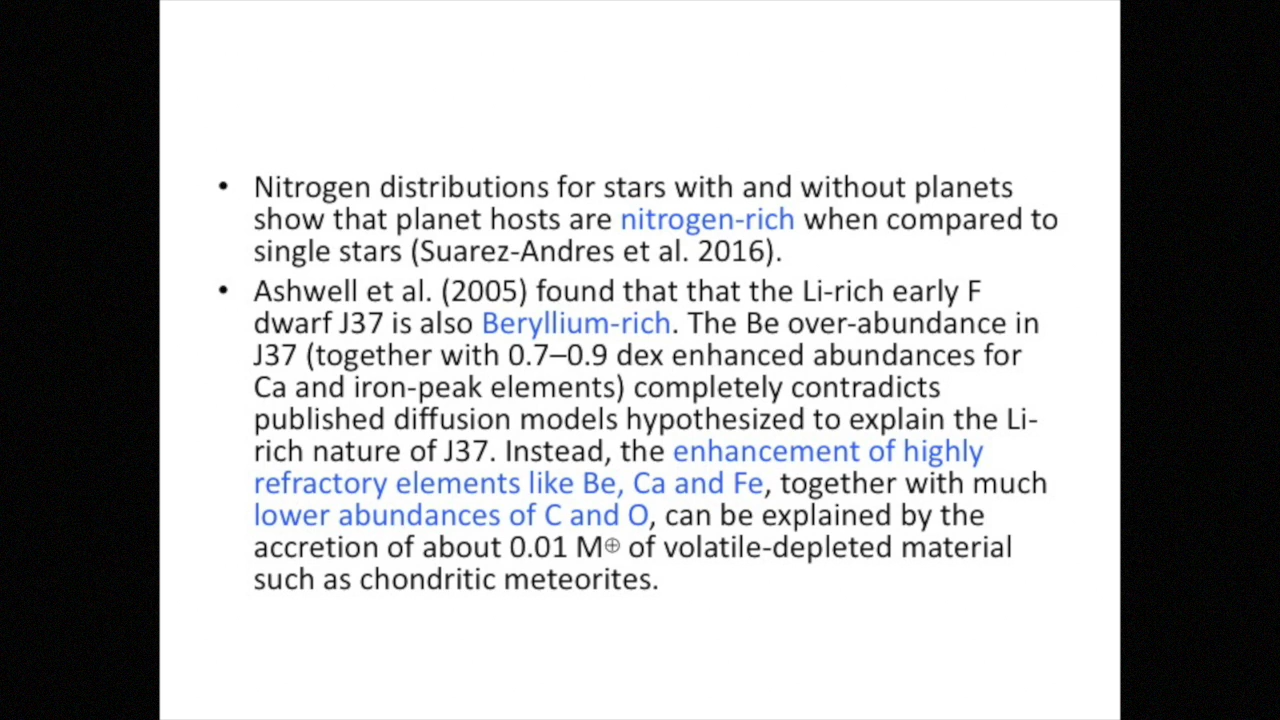 • Nitrogen distributions for stars with and without planets
show that planet hosts are nitrogen-rich when compared to
single stars (Suarez-Andres et al. 2016).
• Ashwell et al. (2005) found that that the Li-rich early F
dwarf J37 is also Beryllium-rich. The Be over-abundance in
J37 (together with 0.7–0.9 dex enhanced abundances for
Ca and iron-peak elements) completely contradicts
published diffusion models hypothesized to explain the Li-
rich nature of J37. Instead, the enhancement of highly
refractory elements like Be, Ca and Fe, together with much
lower abundances of C and O, can be explained by the
accretion of about 0.01 M⊕ of volatile-depleted material
such as chondritic meteorites.